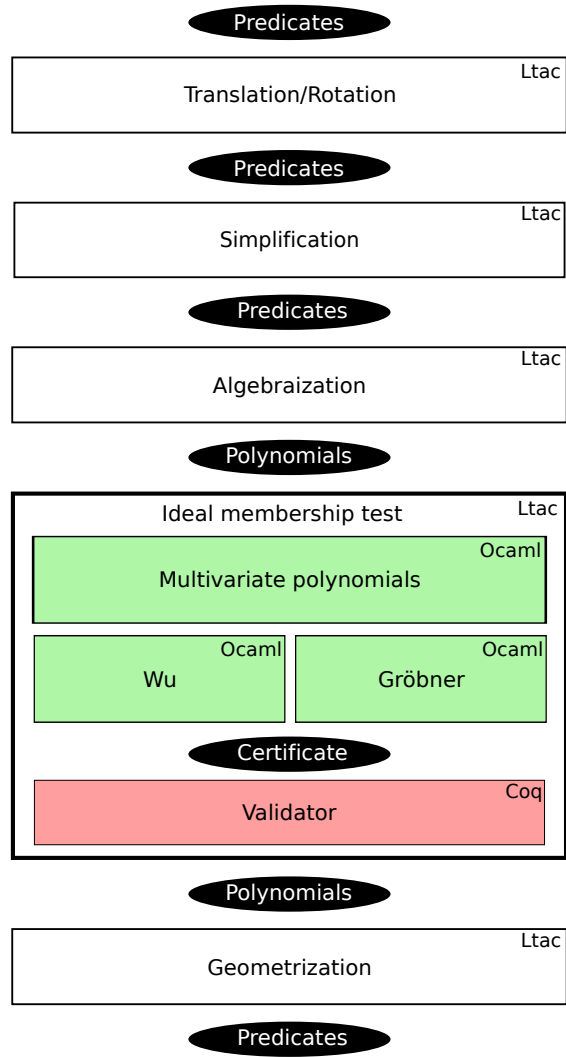 Predicates
Ltac
Translation/Rotation
Predicates
Ltac
Simplification
Predicates
Ltac
Algebraization
Polynomials
Ideal membership test
Ltac
Ocaml
Multivariate polynomials
Ocaml
Wu
Ocaml
Gröbner
Certificate
Coq
Validator
Polynomials
Ltac
Geometrization
Predicates